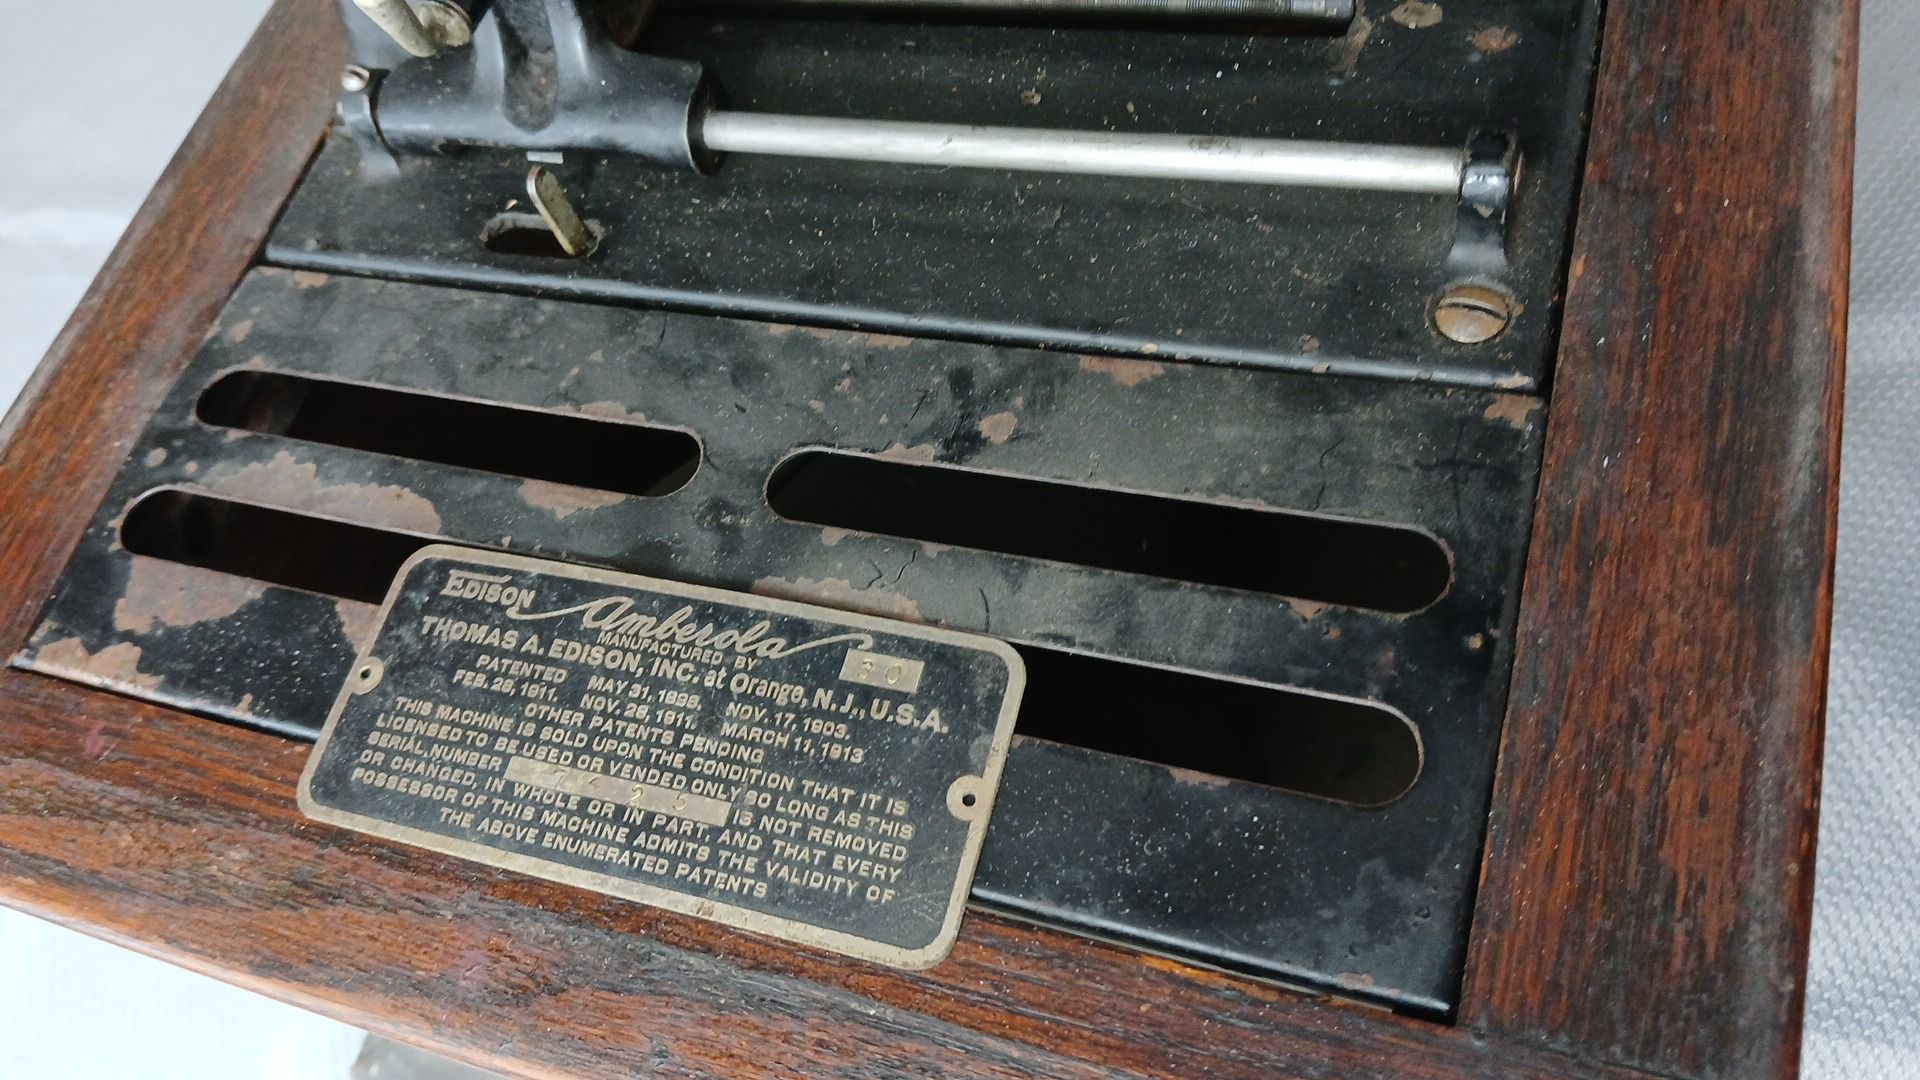 EDISON Amberola 30
MANUFACTURED BY
THOMAS A. EDISON, INC. at Orange, N.J., U.S.A.
PATENTED MAY 31, 1898. NOV. 17, 1903.
FEB. 28, 1911. NOV. 28, 1911. MARCH 11, 1913
OTHER PATENTS PENDING
THIS MACHINE IS SOLD UPON THE CONDITION THAT IT IS
LICENSED TO BE USED OR VENDED ONLY SO LONG AS THIS
SERIAL NUMBER IS NOT REMOVED
OR CHANGED, IN WHOLE OR IN PART, AND THAT EVERY
POSSESSOR OF THIS MACHINE ADMITS THE VALIDITY OF
THE ABOVE ENUMERATED PATENTS